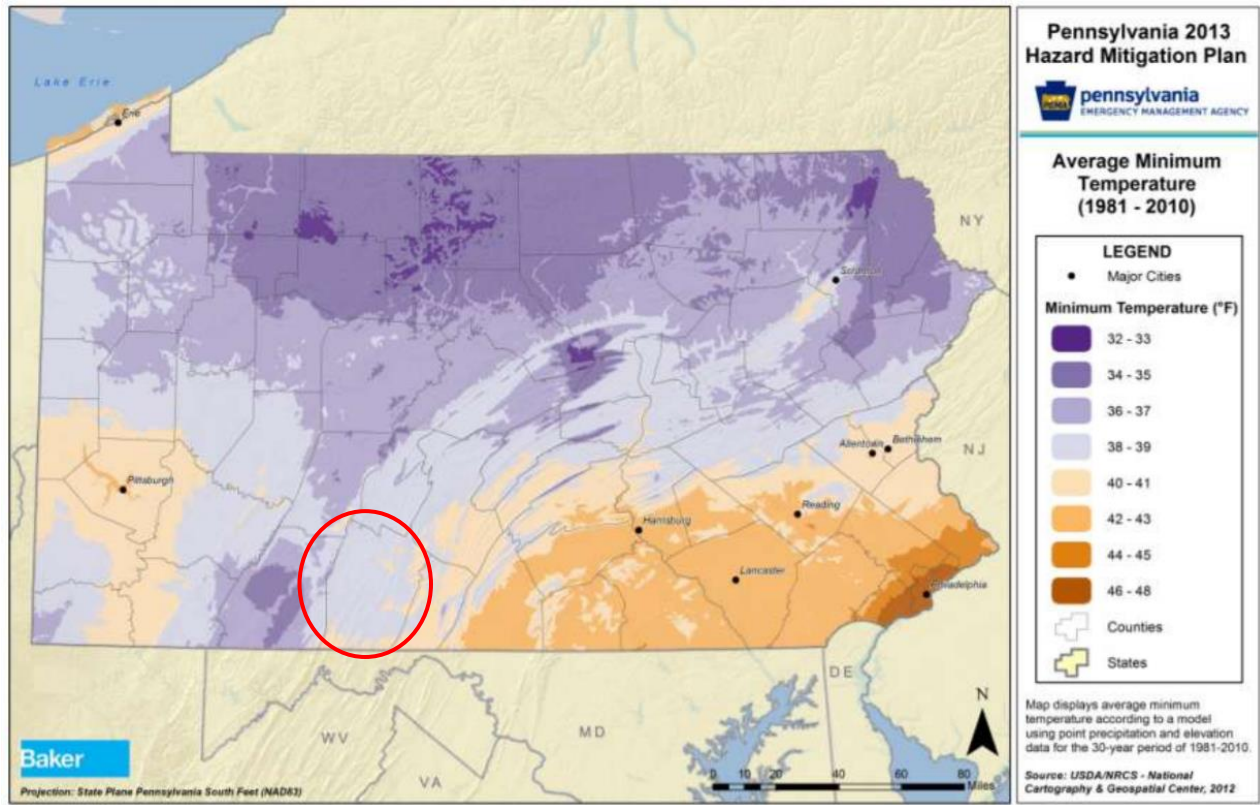 Lake Erie
Erie
NY
Scranton
Allentown
Bethlehem
NJ
Pittsburgh
Reading
Harrisburg
Lancaster
Philadelphia
DE
WV
MD
VA
N
0 10 20 40 60 80
Miles
Baker
Projection: State Plane Pennsylvania South Feet (NAD83)
Pennsylvania 2013
Hazard Mitigation Plan
PEMA
pennsylvania
EMERGENCY MANAGEMENT AGENCY
Average Minimum
Temperature
(1981 - 2010)
LEGEND
Major Cities
Minimum Temperature (°F)
32 - 33
34 - 35
36 - 37
38 - 39
40 - 41
42 - 43
44 - 45
46 - 48
Counties
States
Map displays average minimum
temperature according to a model
using point precipitation and elevation
data for the 30-year period of 1981-2010.
Source: USDA/NRCS - National
Cartography & Geospatial Center, 2012